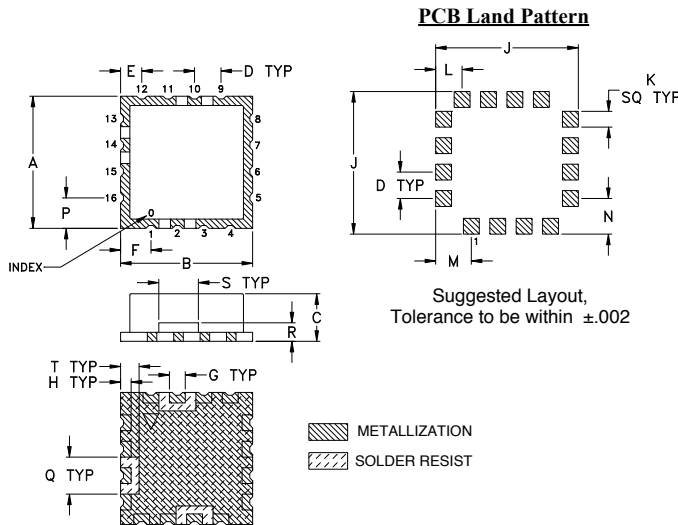 PCB Land Pattern
E
D TYP
12 11 10 9
13
14
15
16
8
7
6
5
A
P
0
1 2 3 4
F
B
INDEX
J
L
K
SQ TYP
J
D TYP
N
M
1
Suggested Layout,
Tolerance to be within ±.002
S TYP
C
R
T TYP
H TYP
G TYP
Q TYP
METALLIZATION
SOLDER RESIST